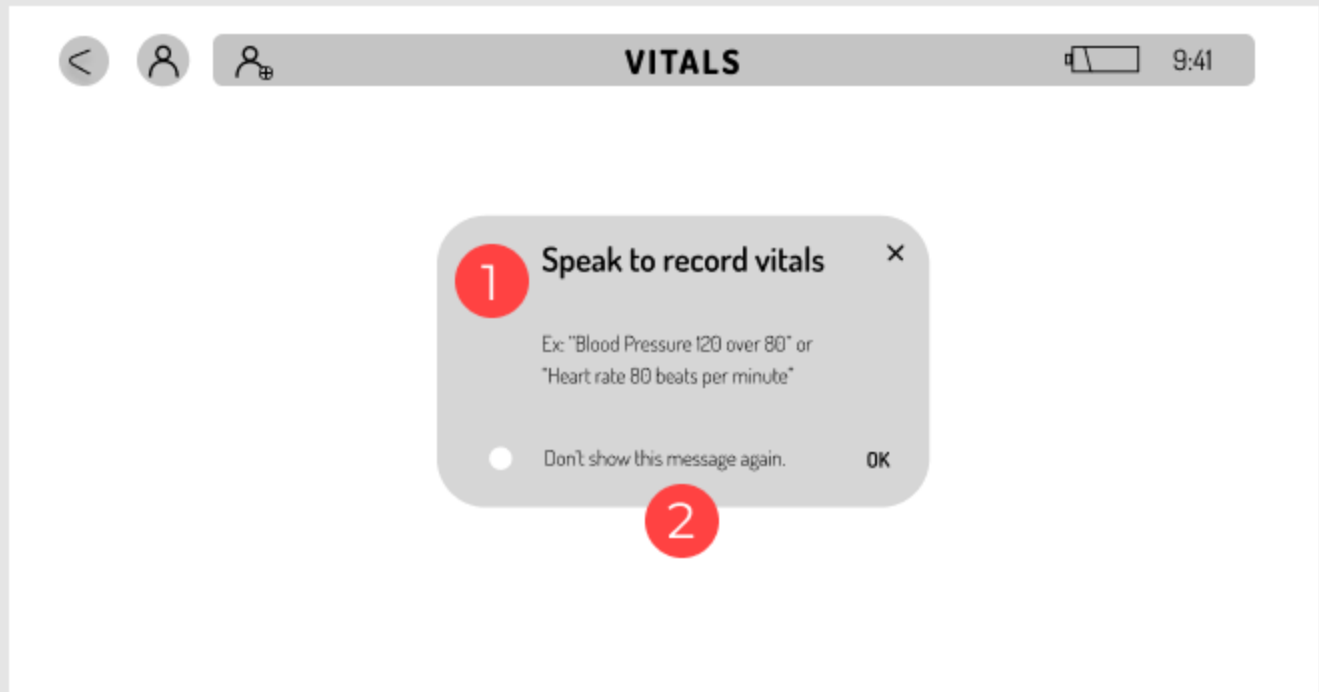 VITALS
9:41
1
Speak to record vitals
Ex: "Blood Pressure 120 over 80" or
"Heart rate 80 beats per minute"
Don't show this message again.
OK
2